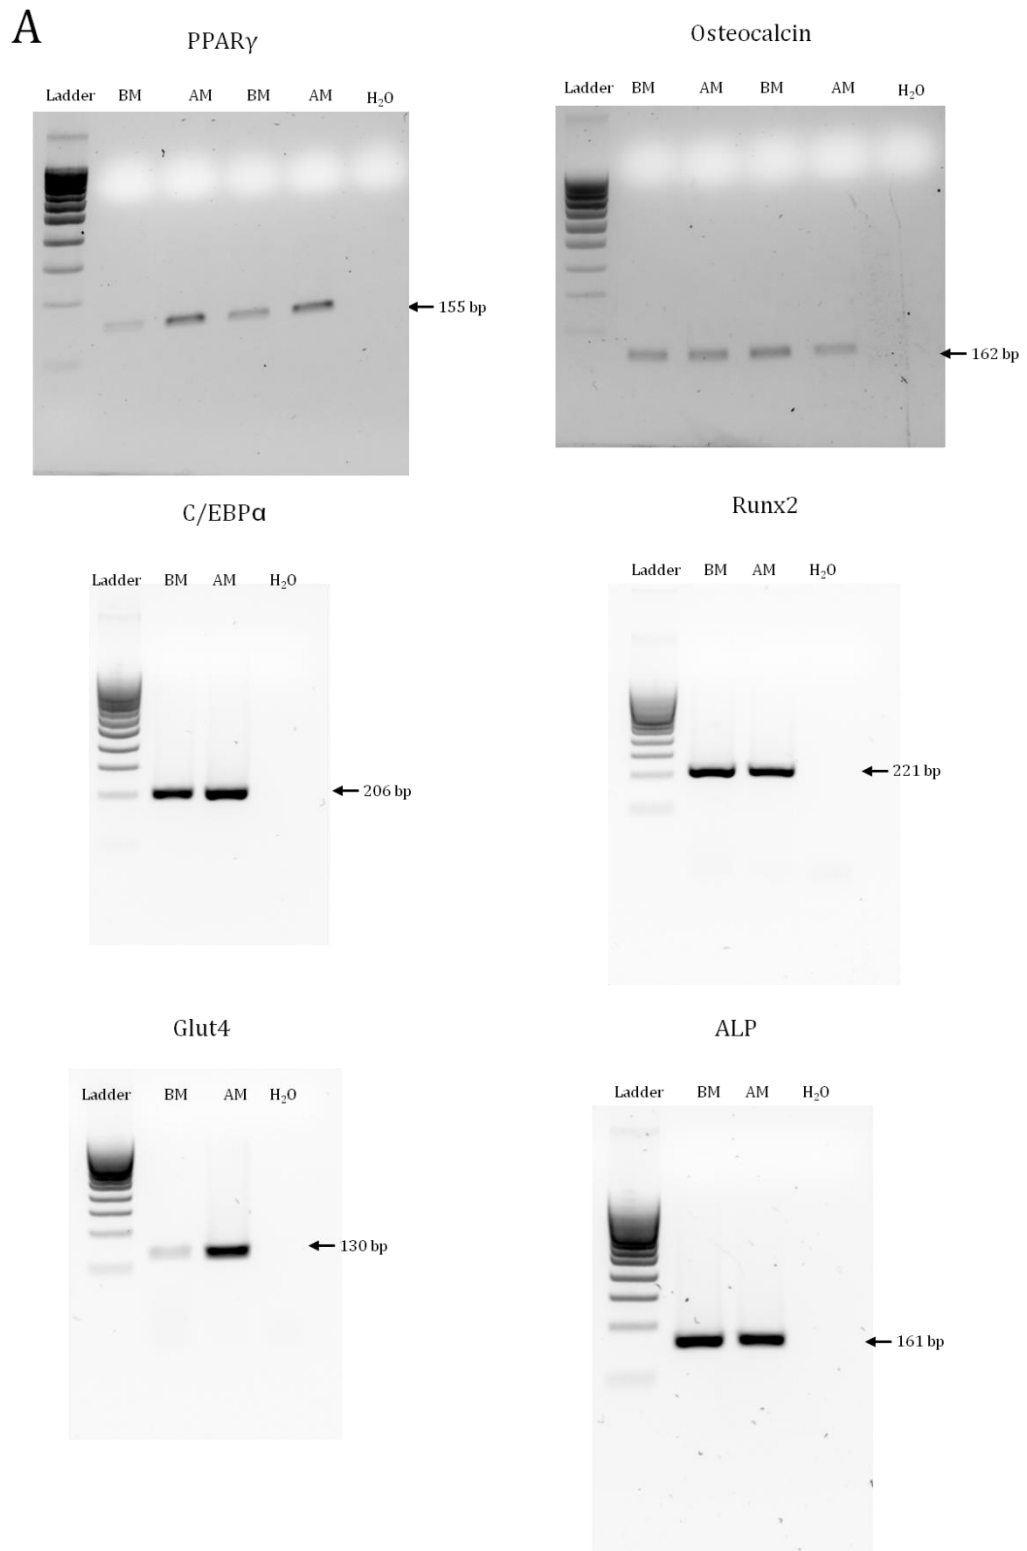 A
PPARγ
Ladder BM AM BM AM H₂O
155 bp
Osteocalcin
Ladder BM AM BM AM H₂O
162 bp
C/EBPα
Ladder BM AM H₂O
206 bp
Runx2
Ladder BM AM H₂O
221 bp
Glut4
Ladder BM AM H₂O
130 bp
ALP
Ladder BM AM H₂O
161 bp